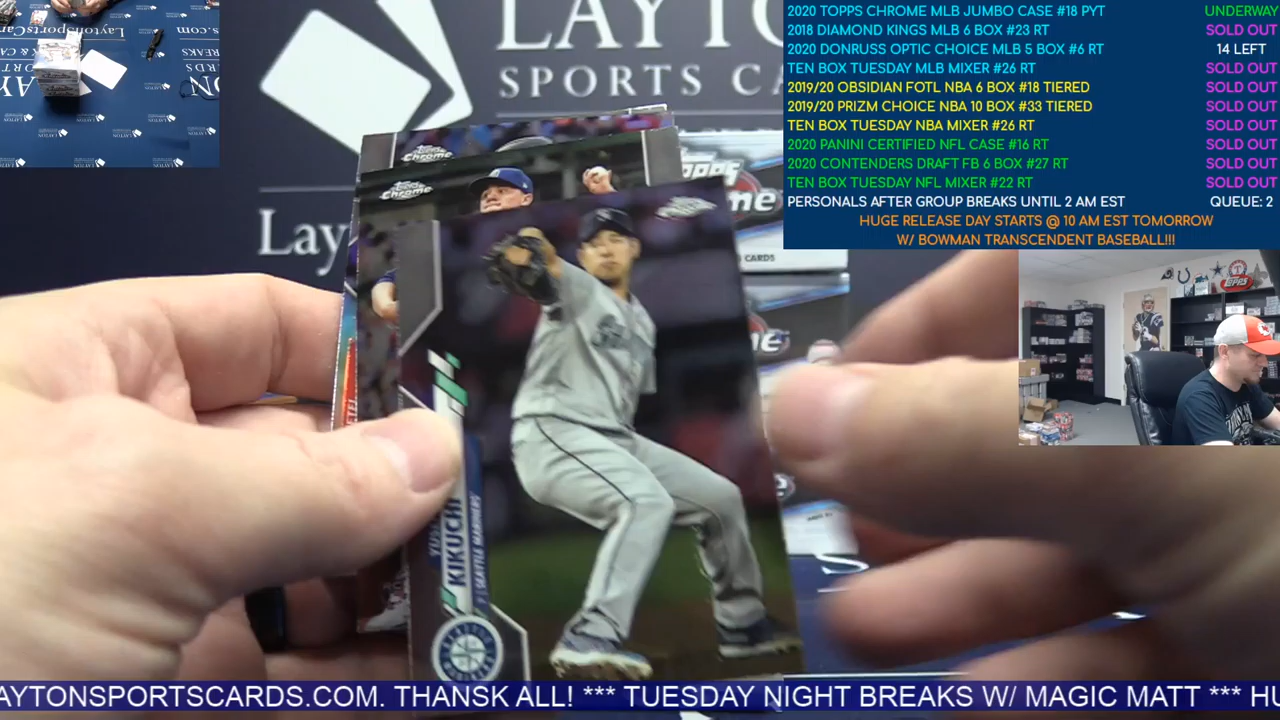 2020 TOPPS CHROME MLB JUMBO CASE #18 PYT UNDERWAY
2018 DIAMOND KINGS MLB 6 BOX #23 RT SOLD OUT
2020 DONRUSS OPTIC CHOICE MLB 5 BOX #6 RT 14 LEFT
TEN BOX TUESDAY MLB MIXER #26 RT SOLD OUT
2019/20 OBSIDIAN FOTL NBA 6 BOX #18 TIERED SOLD OUT
2019/20 PRIZM CHOICE NBA 10 BOX #33 TIERED SOLD OUT
TEN BOX TUESDAY NBA MIXER #26 RT SOLD OUT
2020 PANINI CERTIFIED NFL CASE #16 RT SOLD OUT
2020 CONTENDERS DRAFT FB 6 BOX #27 RT SOLD OUT
TEN BOX TUESDAY NFL MIXER #22 RT SOLD OUT
PERSONALS AFTER GROUP BREAKS UNTIL 2 AM EST QUEUE: 2
HUGE RELEASE DAY STARTS @ 10 AM EST TOMORROW
W/ BOWMAN TRANSCENDENT BASEBALL!!!
LAYTO
SPORTS CA
Lay
Topps Chrome
Topps Chrome
CARDS
KIKUCHI
P | SEATTLE MARINERS
TOPPS
AYTONSPORTSCARDS.COM. THANSK ALL! *** TUESDAY NIGHT BREAKS W/ MAGIC MATT *** HU